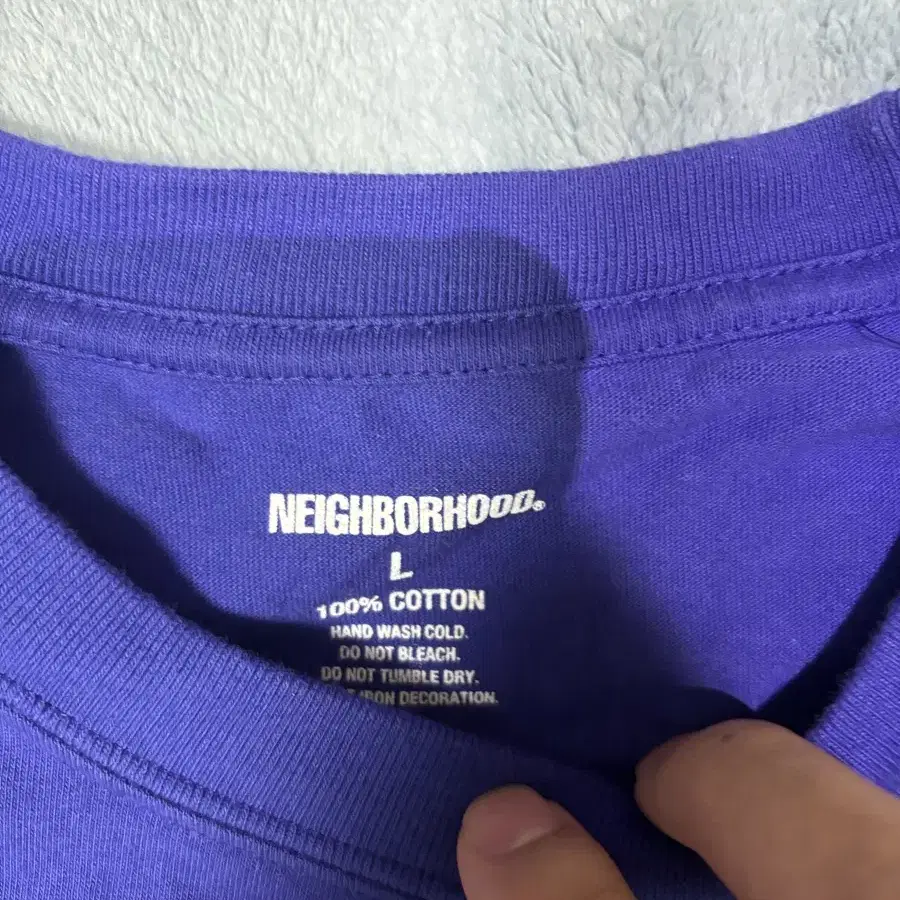 NEIGHBORHOOD®
L
100% COTTON
HAND WASH COLD.
DO NOT BLEACH.
DO NOT TUMBLE DRY.
IRON DECORATION.